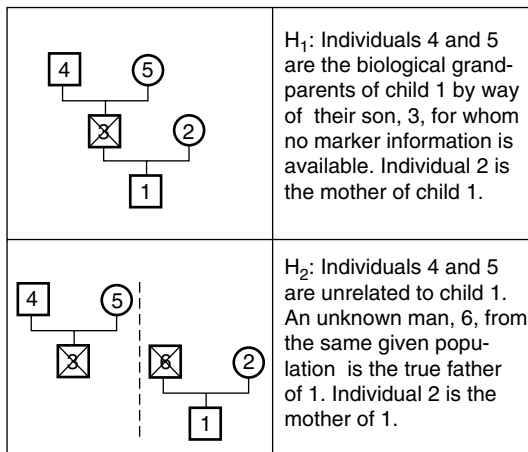 4
5
3
2
1
H1: Individuals 4 and 5
are the biological grand-
parents of child 1 by way
of their son, 3, for whom
no marker information is
available. Individual 2 is
the mother of child 1.
4
5
3
6
2
1
H2: Individuals 4 and 5
are unrelated to child 1.
An unknown man, 6, from
the same given popu-
lation is the true father
of 1. Individual 2 is the
mother of 1.